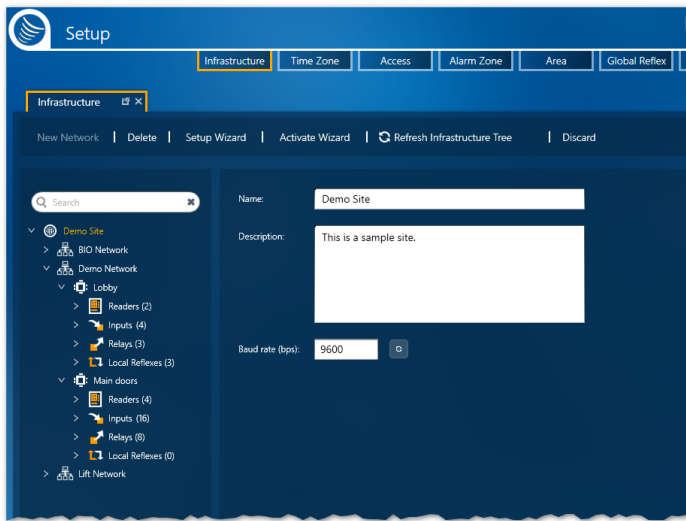 Setup
Infrastructure Time Zone Access Alarm Zone Area Global Reflex
Infrastructure
New Network Delete Setup Wizard Activate Wizard Refresh Infrastructure Tree Discard
Search
Name: Demo Site
Demo Site
Description: This is a sample site.
BIO Network
Demo Network
Lobby
Readers (2)
Inputs (4)
Relays (3)
Baud rate (bps): 9600
Local Reflexes (3)
Main doors
Readers (4)
Inputs (16)
Relays (8)
Local Reflexes (0)
Lift Network